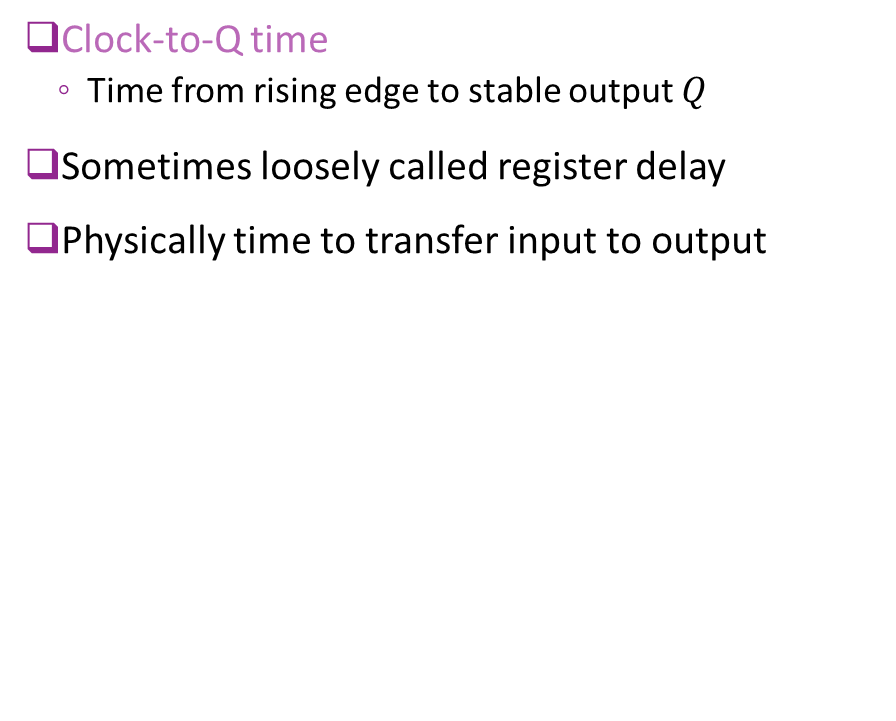 ❑Clock-to-Q time
◦ Time from rising edge to stable output Q
❑Sometimes loosely called register delay
❑Physically time to transfer input to output